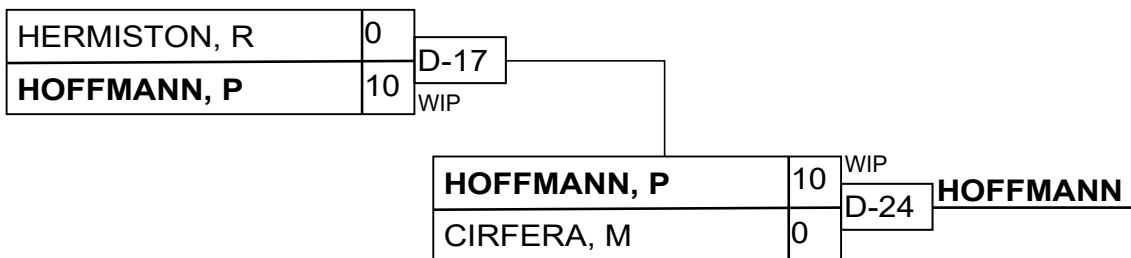 HERMISTON, R 0
D-17
HOFFMANN, P 10
WIP
HOFFMANN, P 10
WIP
D-24
HOFFMANN
CIRFERA, M 0